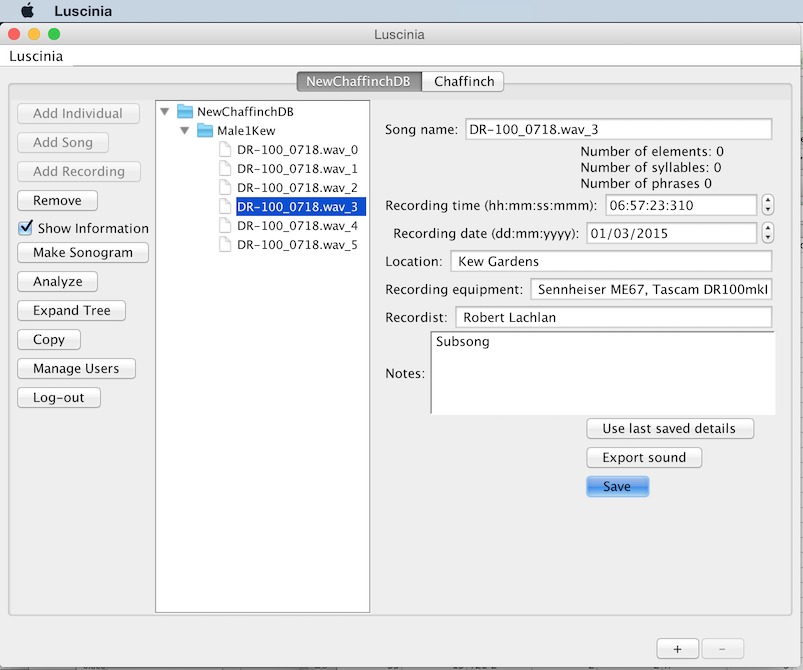 Luscinia
Luscinia
Luscinia
NewChaffinchDB
Chaffinch
Add Individual
Add Song
Add Recording
Remove
Show Information
Make Sonogram
Analyze
Expand Tree
Copy
Manage Users
Log-out
NewChaffinchDB
Male1Kew
DR-100_0718.wav_0
DR-100_0718.wav_1
DR-100_0718.wav_2
DR-100_0718.wav_3
DR-100_0718.wav_4
DR-100_0718.wav_5
Song name: DR-100_0718.wav_3
Number of elements: 0
Number of syllables: 0
Number of phrases 0
Recording time (hh:mm:ss:mmm): 06:57:23:310
Recording date (dd:mm:yyyy): 01/03/2015
Location: Kew Gardens
Recording equipment: Sennheiser ME67, Tascam DR100mkI
Recordist: Robert Lachlan
Notes: Subsong
Use last saved details
Export sound
Save
+
-